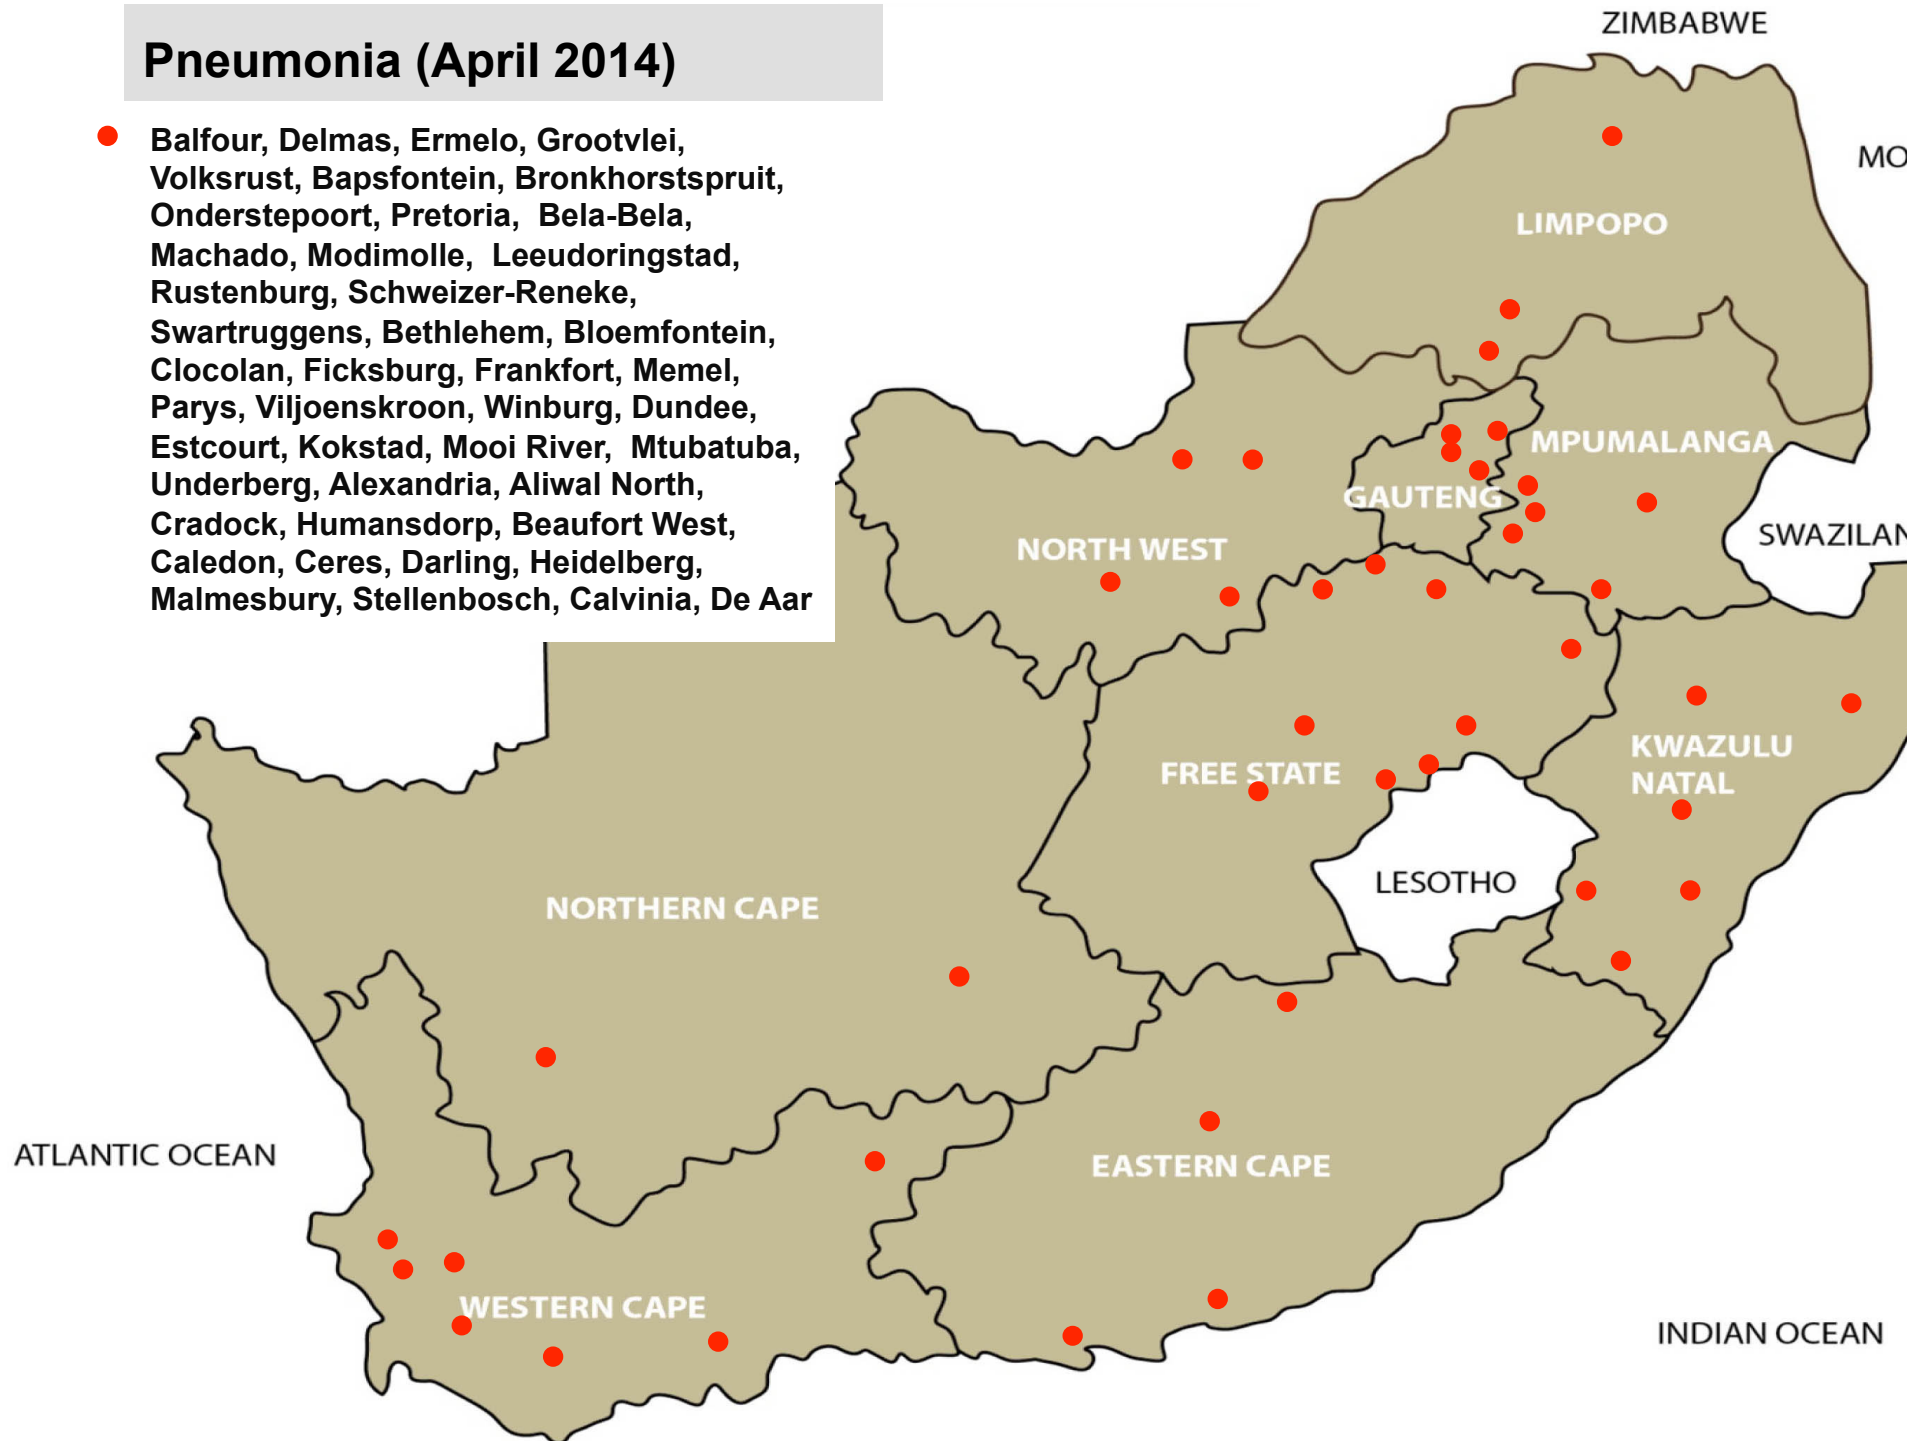 Pneumonia (April 2014)
Balfour, Delmas, Ermelo, Grootvlei,
Volksrust, Bapsfontein, Bronkhorstspruit,
Onderstepoort, Pretoria, Bela-Bela,
Machado, Modimolle, Leeudoringstad,
Rustenburg, Schweizer-Reneke,
Swartruggens, Bethlehem, Bloemfontein,
Clocolan, Ficksburg, Frankfort, Memel,
Parys, Viljoenskroon, Winburg, Dundee,
Estcourt, Kokstad, Mooi River, Mtubatuba,
Underberg, Alexandria, Aliwal North,
Cradock, Humansdorp, Beaufort West,
Caledon, Ceres, Darling, Heidelberg,
Malmesbury, Stellenbosch, Calvinia, De Aar
ZIMBABWE
MO
LIMPOPO
MPUMALANGA
GAUTENG
SWAZILAN
NORTH WEST
KWAZULU
NATAL
FREE STATE
LESOTHO
NORTHERN CAPE
ATLANTIC OCEAN
EASTERN CAPE
WESTERN CAPE
INDIAN OCEAN